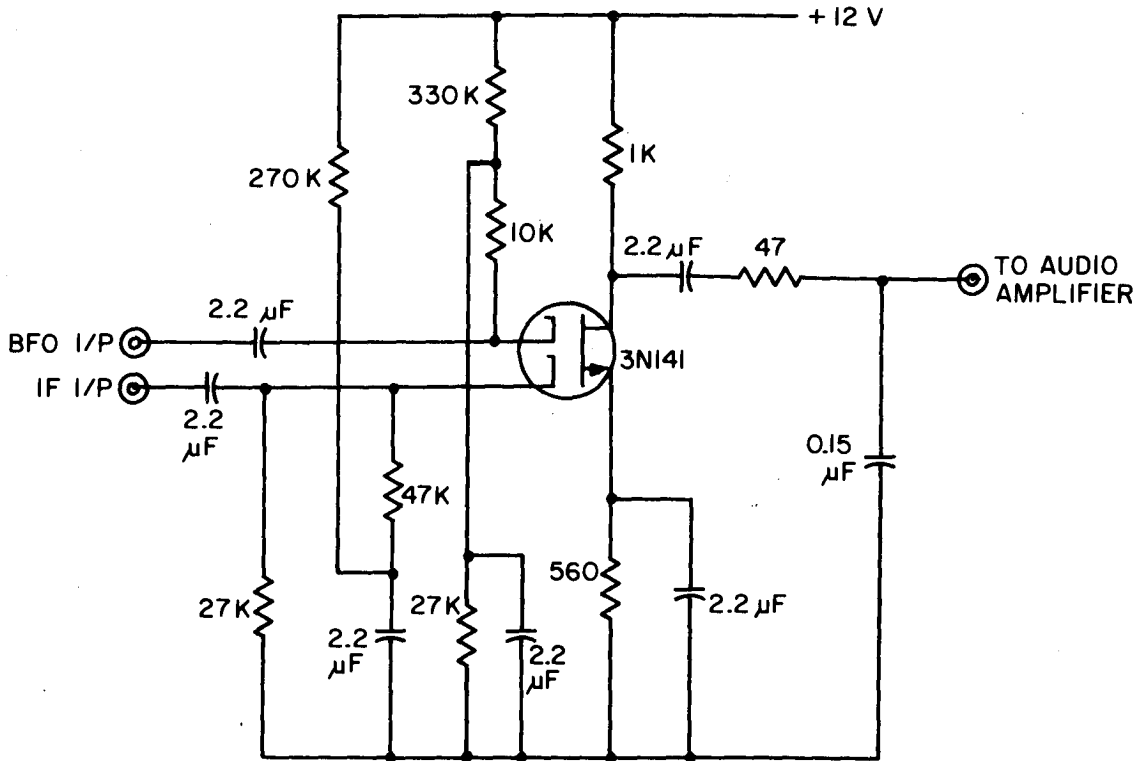 +12 V
330K
1K
270 K
10K
2.2 μF
47
TO AUDIO
AMPLIFIER
2.2 μF
BFO I/P
3N141
IF I/P
2.2
μF
0.15
μF
47K
560
27K
27K
2.2 μF
2.2
μF
2.2
μF